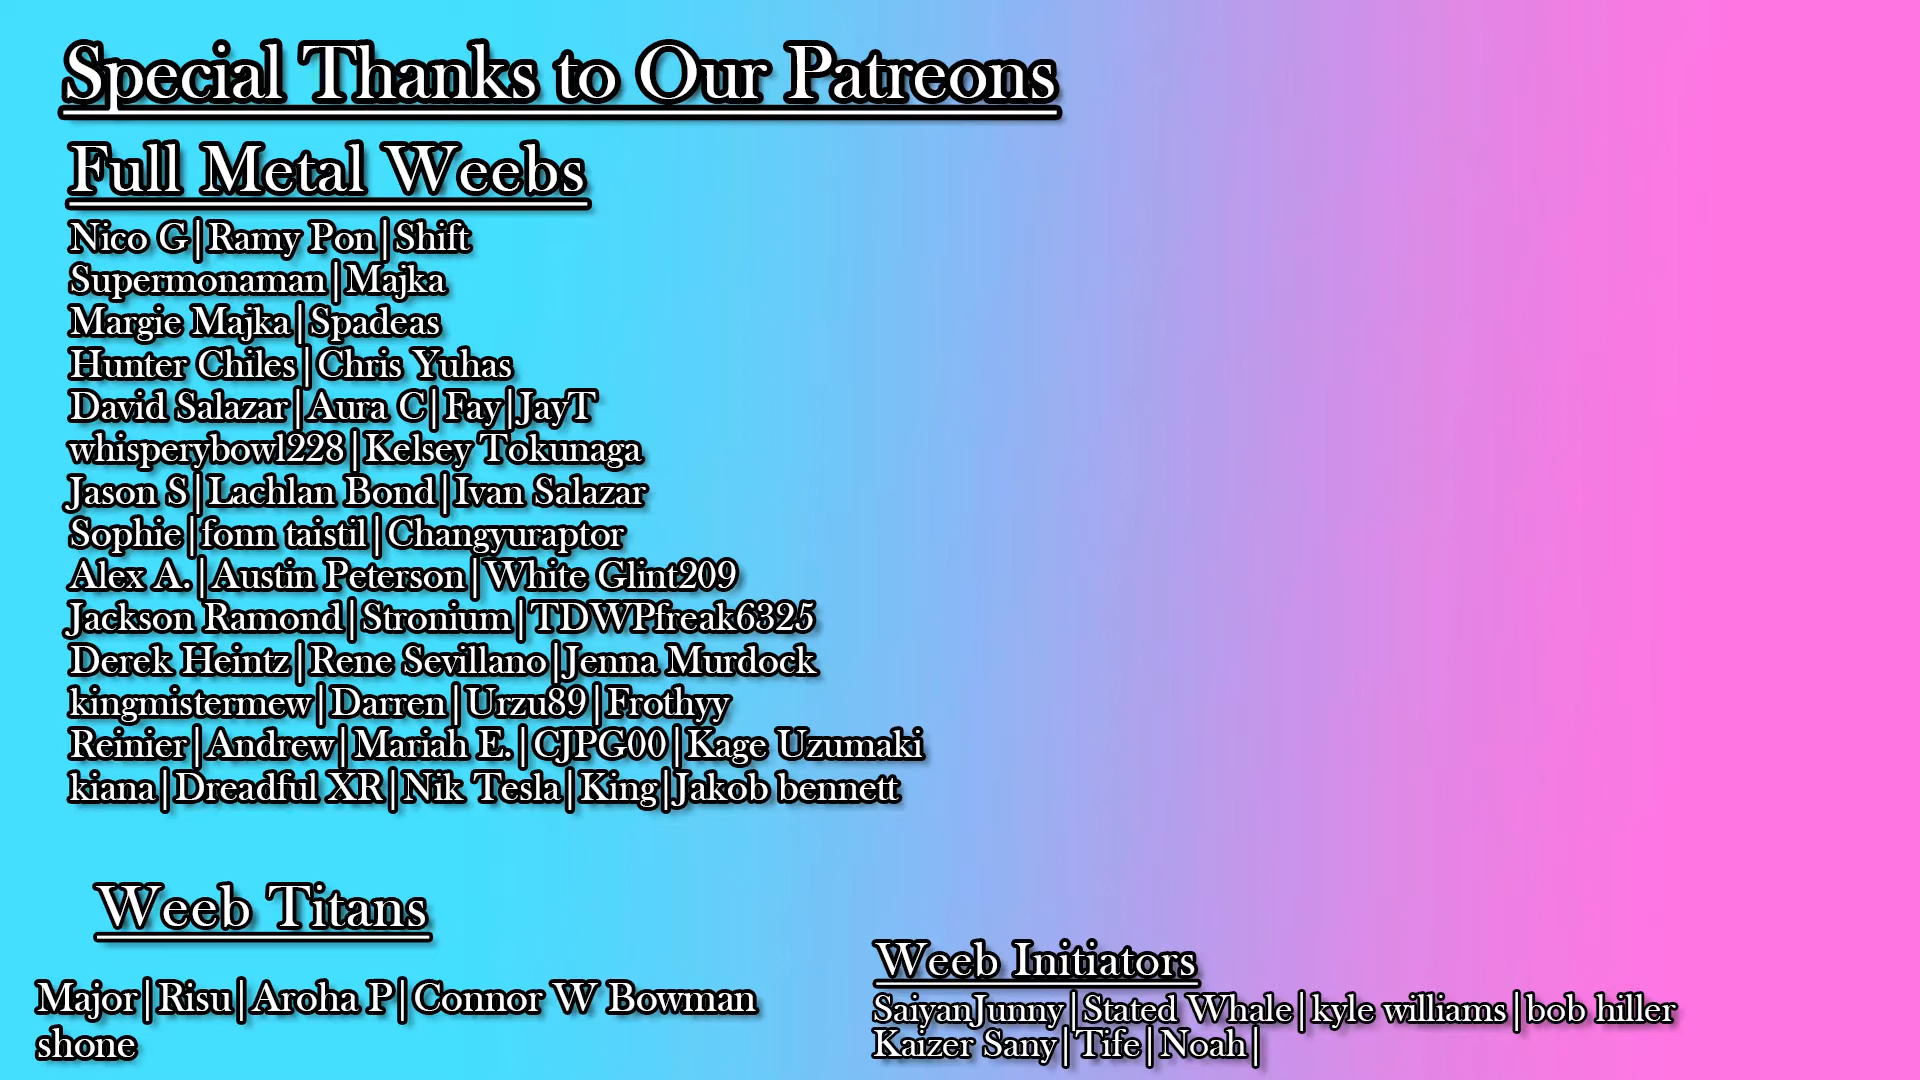 Special Thanks to Our Patreons
Full Metal Weebs
Nico G|Ramy Pon|Shift
Supermonaman|Majka
Margie Majka|Spadeas
Hunter Chiles|Chris Yuhas
David Salazar|Aura C|Fay|JayT
whisperybowl228|Kelsey Tokunaga
Jason S|Lachlan Bond|Ivan Salazar
Sophie|fonn taistil|Changyuraptor
Alex A.|Austin Peterson|White Glint209
Jackson Ramond|Stronium|TDWPfreak6325
Derek Heintz|Rene Sevillano|Jenna Murdock
kingmistermew|Darren|Urzu89|Frothyy
Reinier|Andrew|Mariah E.|CJPG00|Kage Uzumaki
kiana|Dreadful XR|Nik Tesla|King|Jakob bennett
Weeb Titans
Major|Risu|Aroha P|Connor W Bowman
shone
Weeb Initiators
SaiyanJunny|Stated Whale|kyle williams|bob hiller
Kaizer Sany|Tife|Noah|